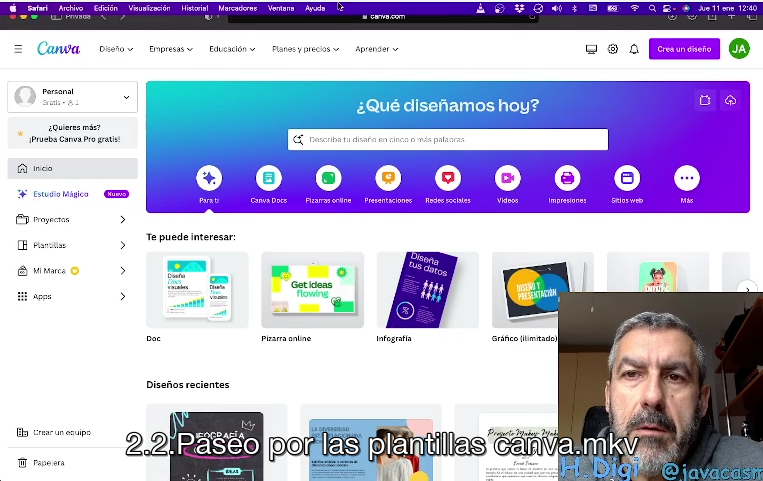 Safari Archivo Edición Visualización Historial Marcadores Ventana Ayuda Jue 11 ene 12:40
Privada canva.com
Canva Diseño Empresas Educación Planes y precios Aprender Crea un diseño JA
Personal
Gratis • 1
¿Quieres más?
¡Prueba Canva Pro gratis!
Inicio
Estudio Mágico Nuevo
Proyectos
Plantillas
Mi Marca
Apps
Crear un equipo
Papelera
¿Qué diseñamos hoy?
Describe tu diseño en cinco o más palabras
Para ti Canva Docs Pizarras online Presentaciones Redes sociales Videos Impresiones Sitios web Más
Te puede interesar:
Diseña
Docs
visuales
Diseña
Docs
visuales
Get ideas
flowing
Diseña
tus datos
DISEÑO Y
PRESENTACIÓN
Doc Pizarra online Infografía Gráfico (ilimitado)
Diseños recientes
IDEAS
LA DIVERSIDAD
2.2.Paseo por las plantillas canva.mkv
H_Digi @javacasm